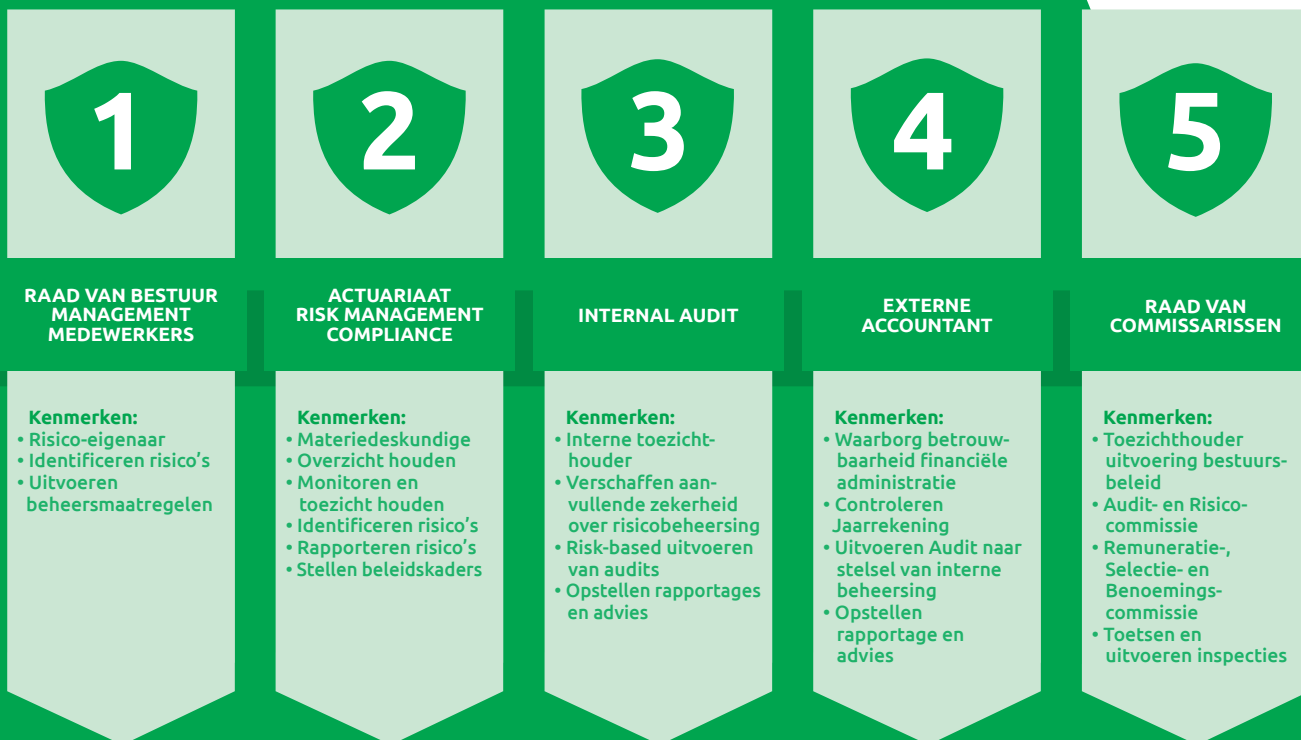 1
RAAD VAN BESTUUR
MANAGEMENT
MEDEWERKERS
Kenmerken:
• Risico-eigenaar
• Identificeren risico’s
• Uitvoeren
beheersmaatregelen
2
ACTUARIAAT
RISK MANAGEMENT
COMPLIANCE
Kenmerken:
• Materiedeskundige
• Overzicht houden
• Monitoren en
toezicht houden
• Identificeren risico’s
• Rapporteren risico’s
• Stellen beleidskaders
3
INTERNAL AUDIT
Kenmerken:
• Interne toezicht-
houder
• Verschaffen aan-
vullende zekerheid
over risicobeheersing
• Risk-based uitvoeren
van audits
• Opstellen rapportages
en advies
4
EXTERNE
ACCOUNTANT
Kenmerken:
• Waarborg betrouw-
baarheid financiële
administratie
• Controleren
Jaarrekening
• Uitvoeren Audit naar
stelsel van interne
beheersing
• Opstellen
rapportage en
advies
5
RAAD VAN
COMMISSARISSEN
Kenmerken:
• Toezichthouder
uitvoering bestuurs-
beleid
• Audit- en Risico-
commissie
• Remuneratie-,
Selectie- en
Benoemings-
commissie
• Toetsen en
uitvoeren inspecties